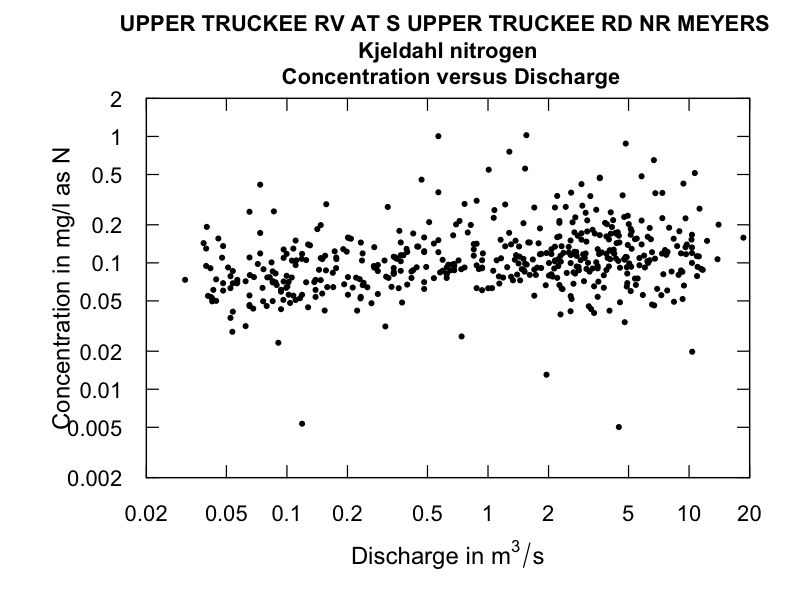 UPPER TRUCKEE RV AT S UPPER TRUCKEE RD NR MEYERS
Kjeldahl nitrogen
Concentration versus Discharge
Concentration in mg/l as N
2
1
0.5
0.2
0.1
0.05
0.02
0.01
0.005
0.002
0.02 0.05 0.1 0.2 0.5 1 2 5 10 20
Discharge in m³/s